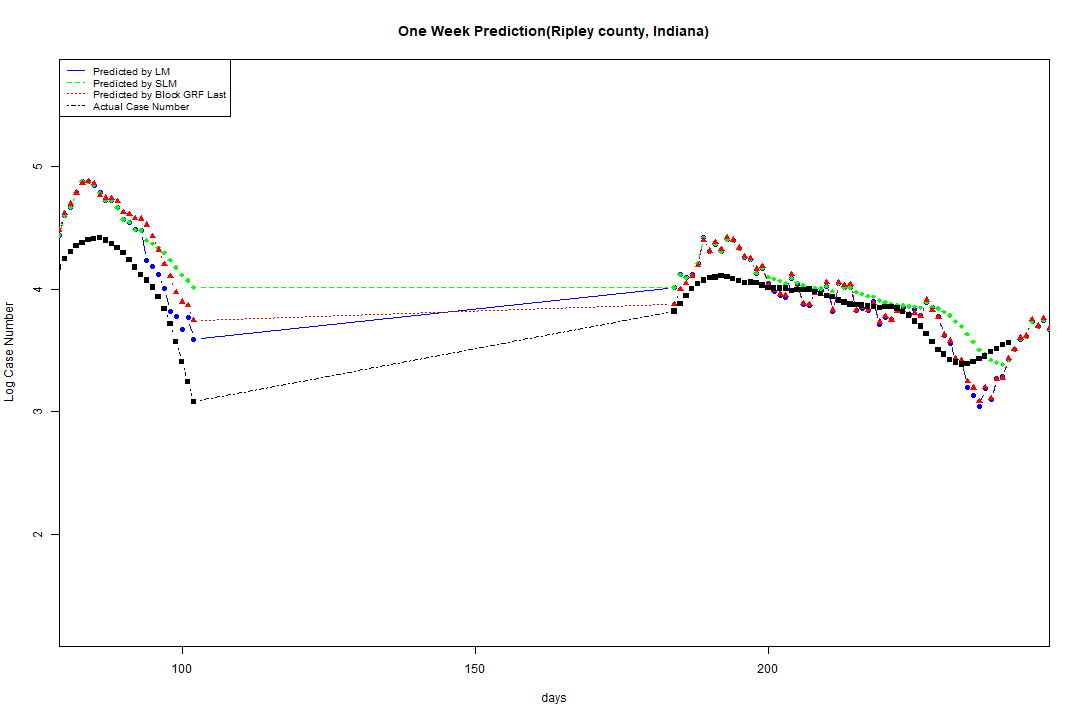 One Week Prediction(Ripley county, Indiana)
Predicted by LM
Predicted by SLM
Predicted by Block GRF Last
Actual Case Number
5
4
3
2
Log Case Number
100 150 200
days